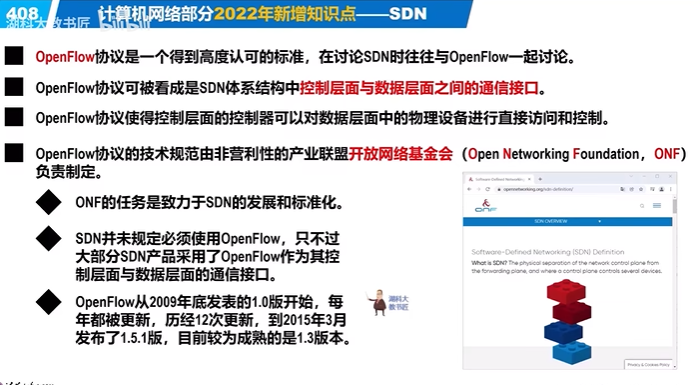 408
计算机网络部分2022年新增知识点——SDN
湖科大教书匠 bilibili
OpenFlow协议是一个得到高度认可的标准，在讨论SDN时往往与OpenFlow一起讨论。
OpenFlow协议可被看成是SDN体系结构中控制层面与数据层面之间的通信接口。
OpenFlow协议使得控制层面的控制器可以对数据层面中的物理设备进行直接访问和控制。
OpenFlow协议的技术规范由非营利性的产业联盟开放网络基金会（Open Networking Foundation，ONF）
负责制定。
ONF的任务是致力于SDN的发展和标准化。
SDN并未规定必须使用OpenFlow，只不过
大部分SDN产品采用了OpenFlow作为其控
制层面与数据层面的通信接口。
OpenFlow从2009年底发表的1.0版开始，每
年都被更新，历经12次更新，到2015年3月
发布了1.5.1版，目前较为成熟的是1.3版本。
湖科大
教书匠
opennetworking.org/sdn-definition/
ONF
SDN OVERVIEW
Software-Defined Networking (SDN) Definition
What is SDN? The physical separation of the network control plane from
the forwarding plane, and where a control plane controls several devices.
Privacy & Cookies Policy